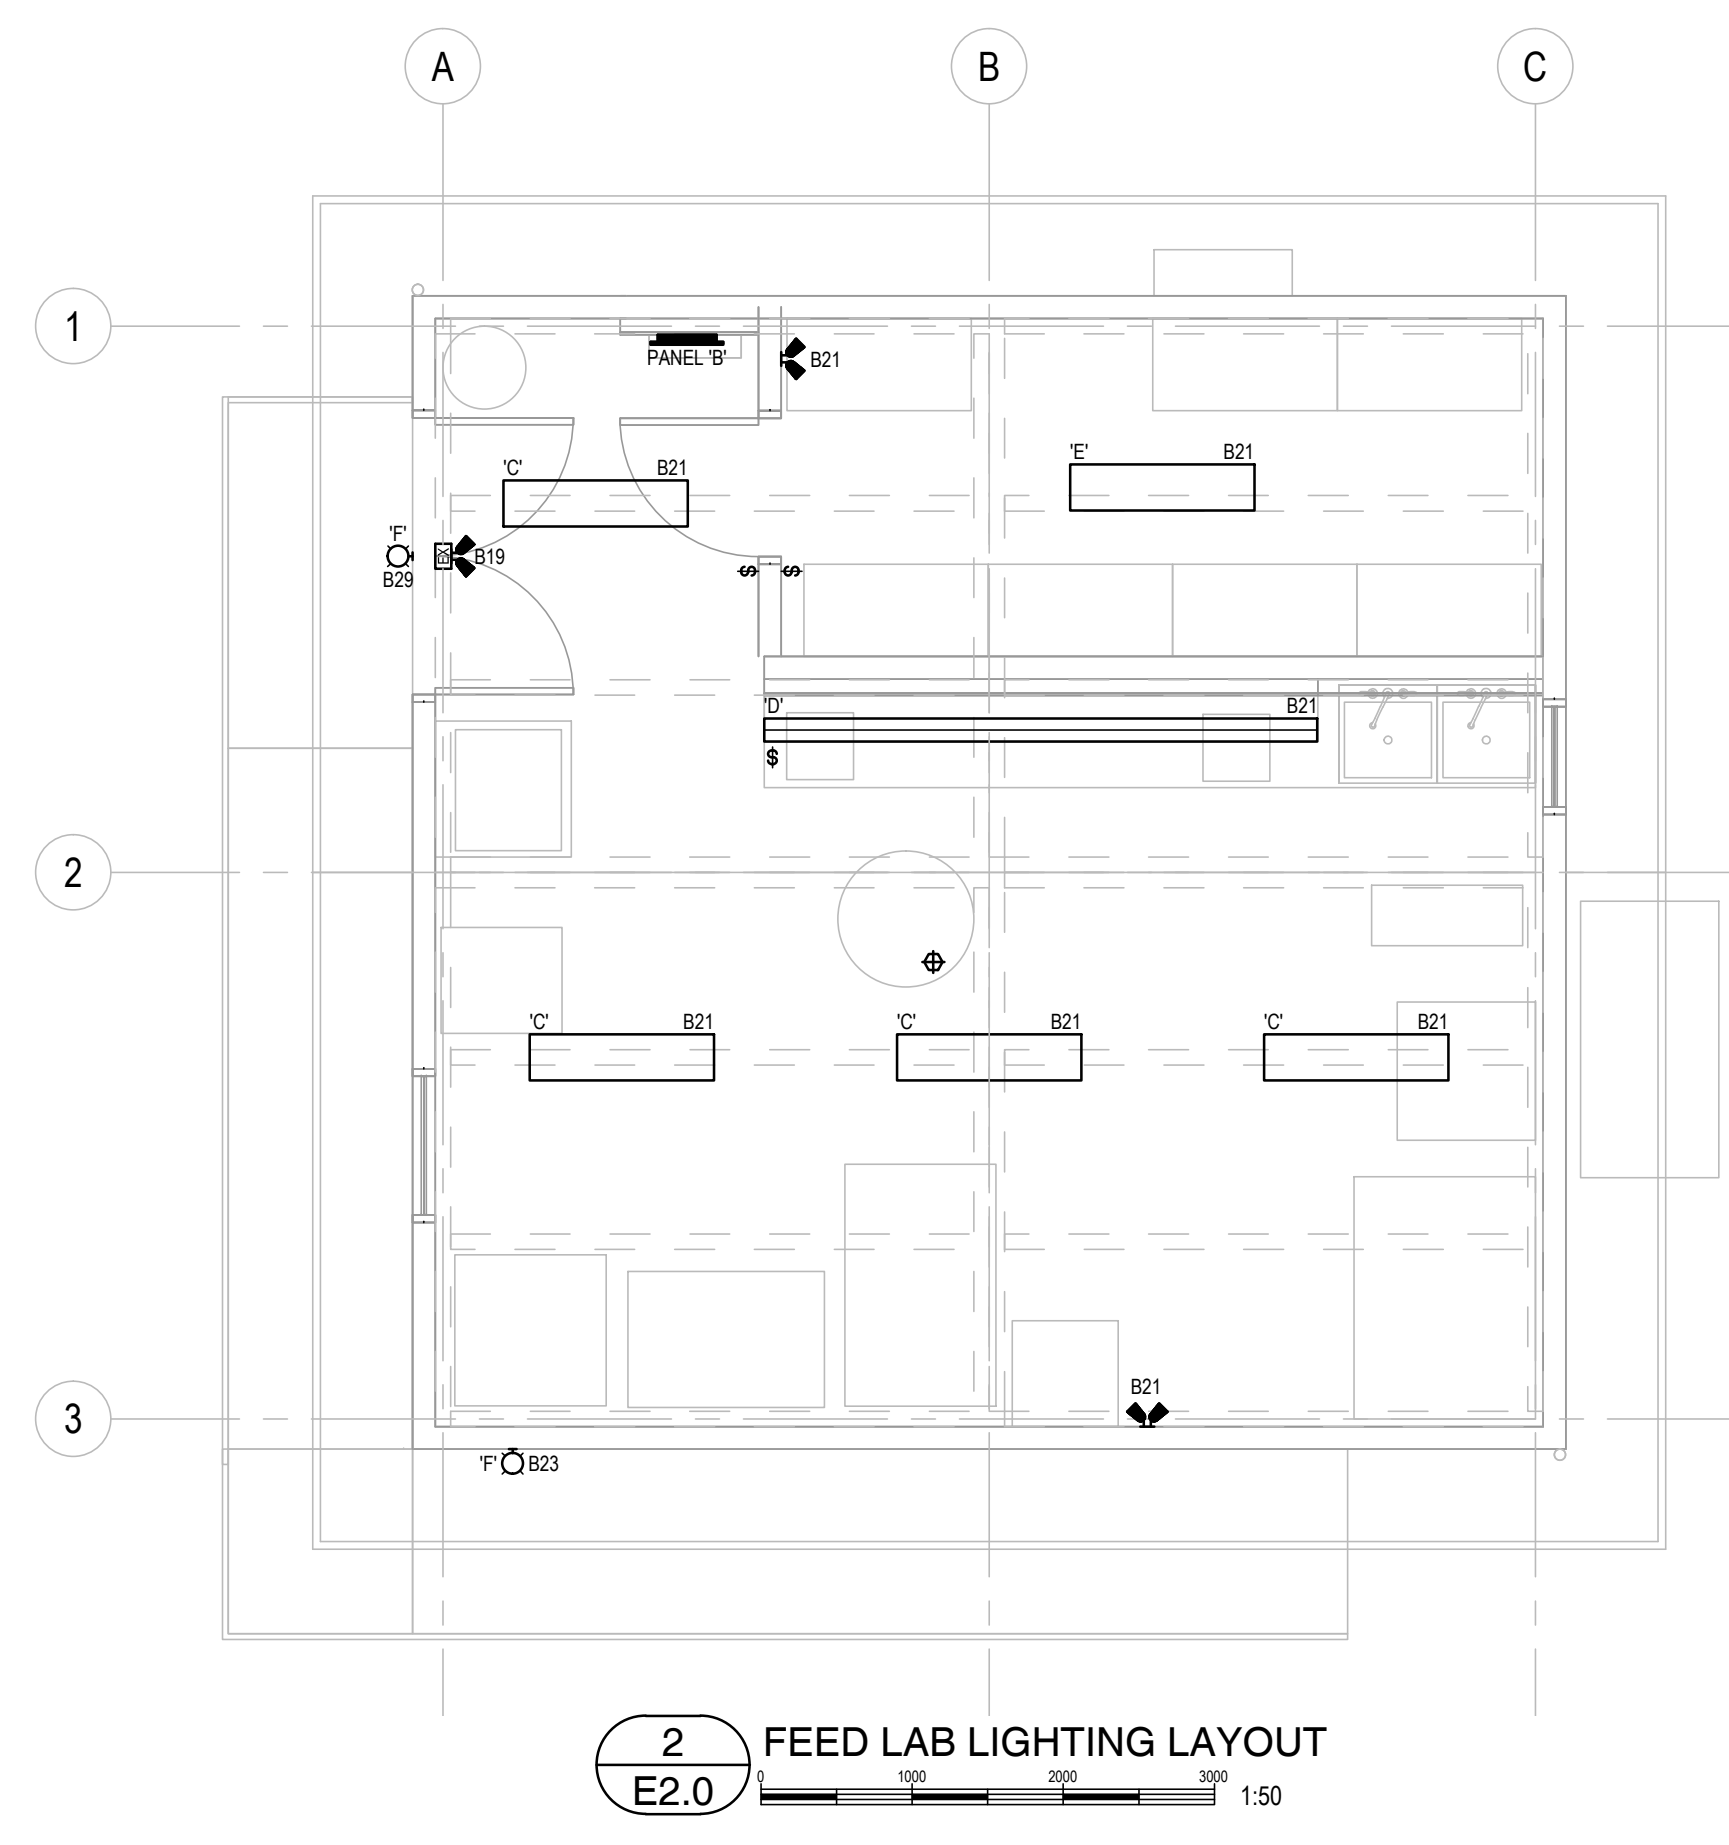 A B C
1
PANEL 'B'
B21
'C' B21
'E' B21
'F'
EX
B19
B29
$ $
'D' B21
$
2
'C' B21 'C' B21 'C' B21
B21
3
'F' B23
2
E2.0
FEED LAB LIGHTING LAYOUT
0 1000 2000 3000
1:50